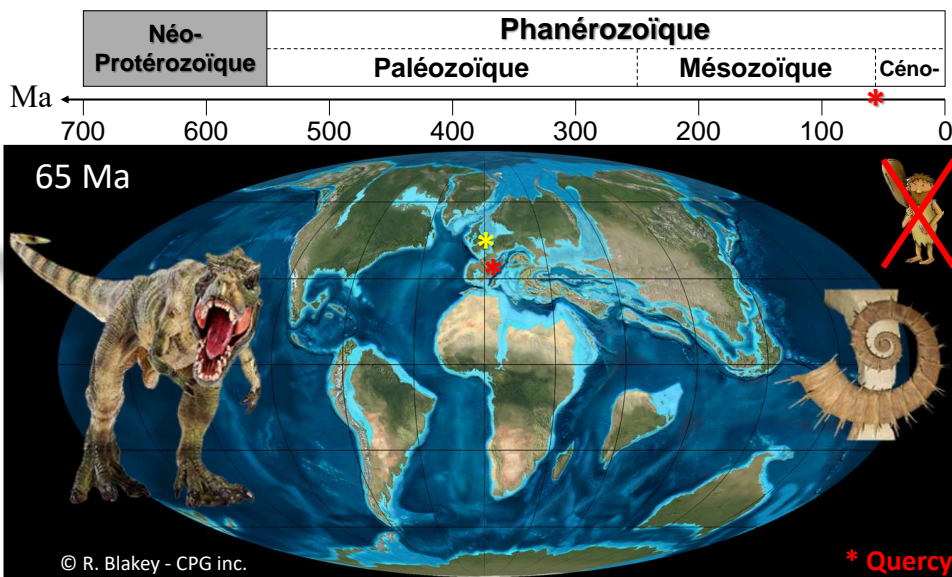 Néo-
Protérozoïque
Phanérozoïque
Paléozoïque
Mésozoïque
Céno-
Ma
700
600
500
400
300
200
100
0
65 Ma
© R. Blakey - CPG inc.
* Quercy